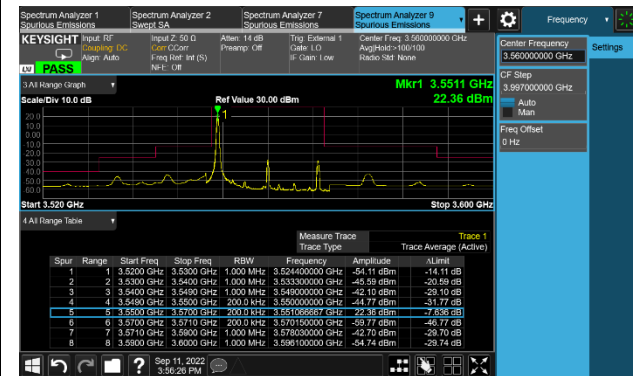 Spectrum Analyzer 1
Spurious Emissions
Spectrum Analyzer 2
Swept SA
Spectrum Analyzer 7
Spurious Emissions
Spectrum Analyzer 9
Spurious Emissions
Frequency
KEYSIGHT
Input: RF
Coupling: DC
Align: Auto
Input Z: 50 Ω
Corr CCorr
Freq Ref: Int (S)
NFE: Off
Atten: 14 dB
Preamp: Off
Trig: External 1
Gate: LO
IF Gain: Low
Center Freq: 3.560000000 GHz
Avg|Hold:>100/100
Radio Std: None
LXI PASS
Center Frequency
3.560000000 GHz
Settings
CF Step
3.997000000 GHz
Auto
Man
Freq Offset
0 Hz
3 All Range Graph
Mkr1 3.5511 GHz
Scale/Div 10.0 dB
Ref Value 30.00 dBm
22.36 dBm
1
20.0
10.0
0.00
10.0
20.0
30.0
40.0
50.0
60.0
Start 3.520 GHz
Stop 3.600 GHz
4 All Range Table
Measure Trace
Trace 1
Trace Type
Trace Average (Active)
Spur Range Start Freq Stop Freq RBW Frequency Amplitude ΔLimit
1 1 3.5200 GHz 3.5300 GHz 1.000 MHz 3.524400000 GHz -54.11 dBm -14.11 dB
2 2 3.5300 GHz 3.5400 GHz 1.000 MHz 3.533300000 GHz -45.59 dBm -20.59 dB
3 3 3.5400 GHz 3.5490 GHz 1.000 MHz 3.549000000 GHz -42.10 dBm -29.10 dB
4 4 3.5490 GHz 3.5500 GHz 200.0 kHz 3.550000000 GHz -44.77 dBm -31.77 dB
5 5 3.5500 GHz 3.5700 GHz 200.0 kHz 3.551066667 GHz 22.36 dBm -7.636 dB
6 6 3.5700 GHz 3.5710 GHz 200.0 kHz 3.570150000 GHz -59.77 dBm -46.77 dB
7 7 3.5710 GHz 3.5900 GHz 1.000 MHz 3.578030000 GHz -42.70 dBm -29.70 dB
8 8 3.5900 GHz 3.6000 GHz 1.000 MHz 3.596100000 GHz -54.74 dBm -29.74 dB
Sep 11, 2022
3:56:26 PM